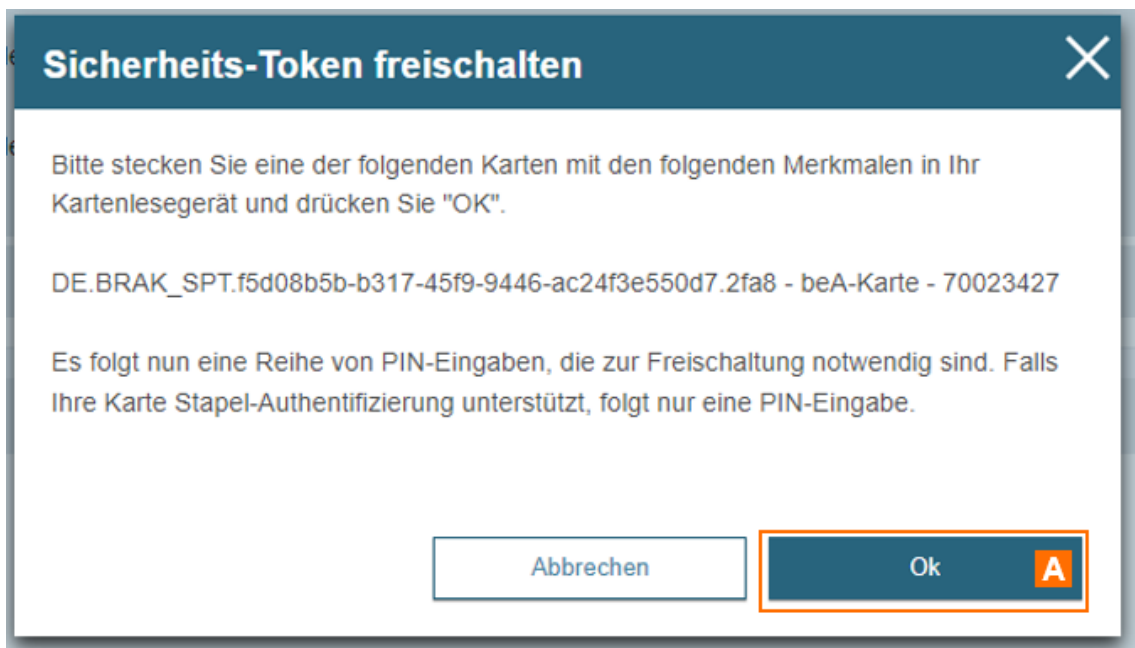 Sicherheits-Token freischalten
Bitte stecken Sie eine der folgenden Karten mit den folgenden Merkmalen in Ihr
Kartenlesegerät und drücken Sie "OK".
DE.BRAK_SPT.f5d08b5b-b317-45f9-9446-ac24f3e550d7.2fa8 - beA-Karte - 70023427
Es folgt nun eine Reihe von PIN-Eingaben, die zur Freischaltung notwendig sind. Falls
Ihre Karte Stapel-Authentifizierung unterstützt, folgt nur eine PIN-Eingabe.
Abbrechen
Ok A